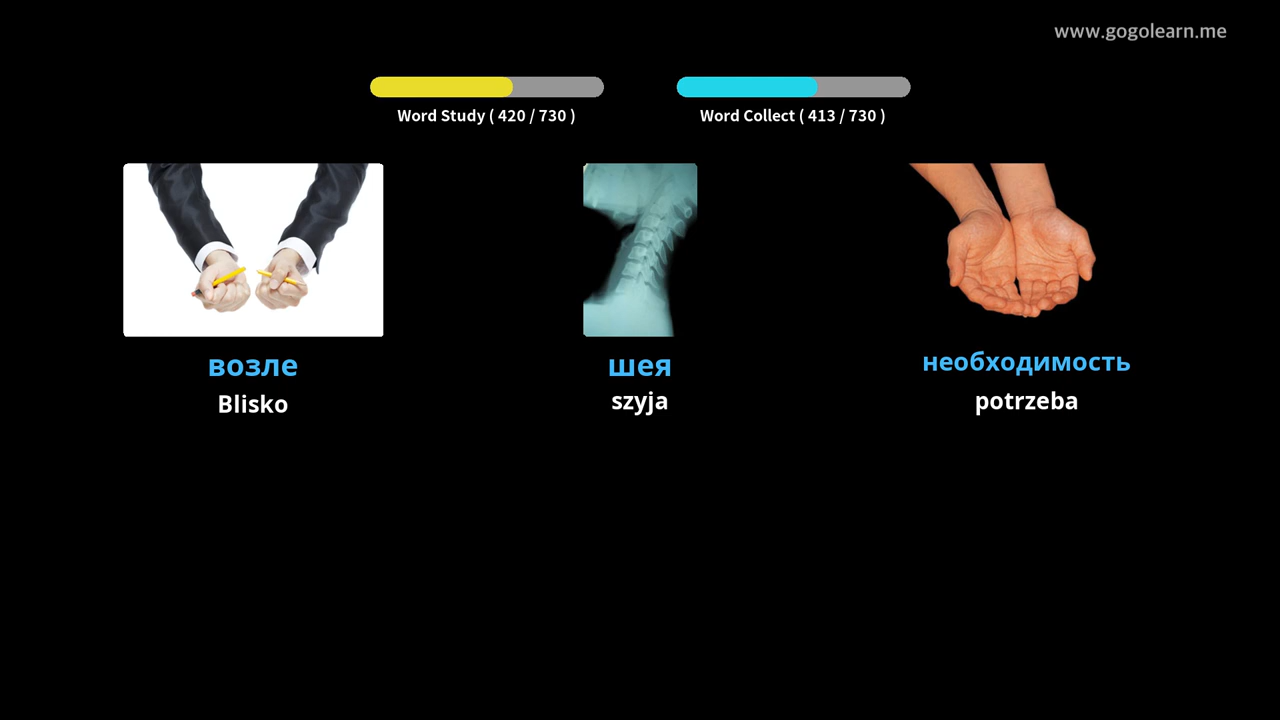 www.gogolearn.me
Word Study ( 420 / 730 )
Word Collect ( 413 / 730 )
возле
шея
необходимость
Blisko
szyja
potrzeba